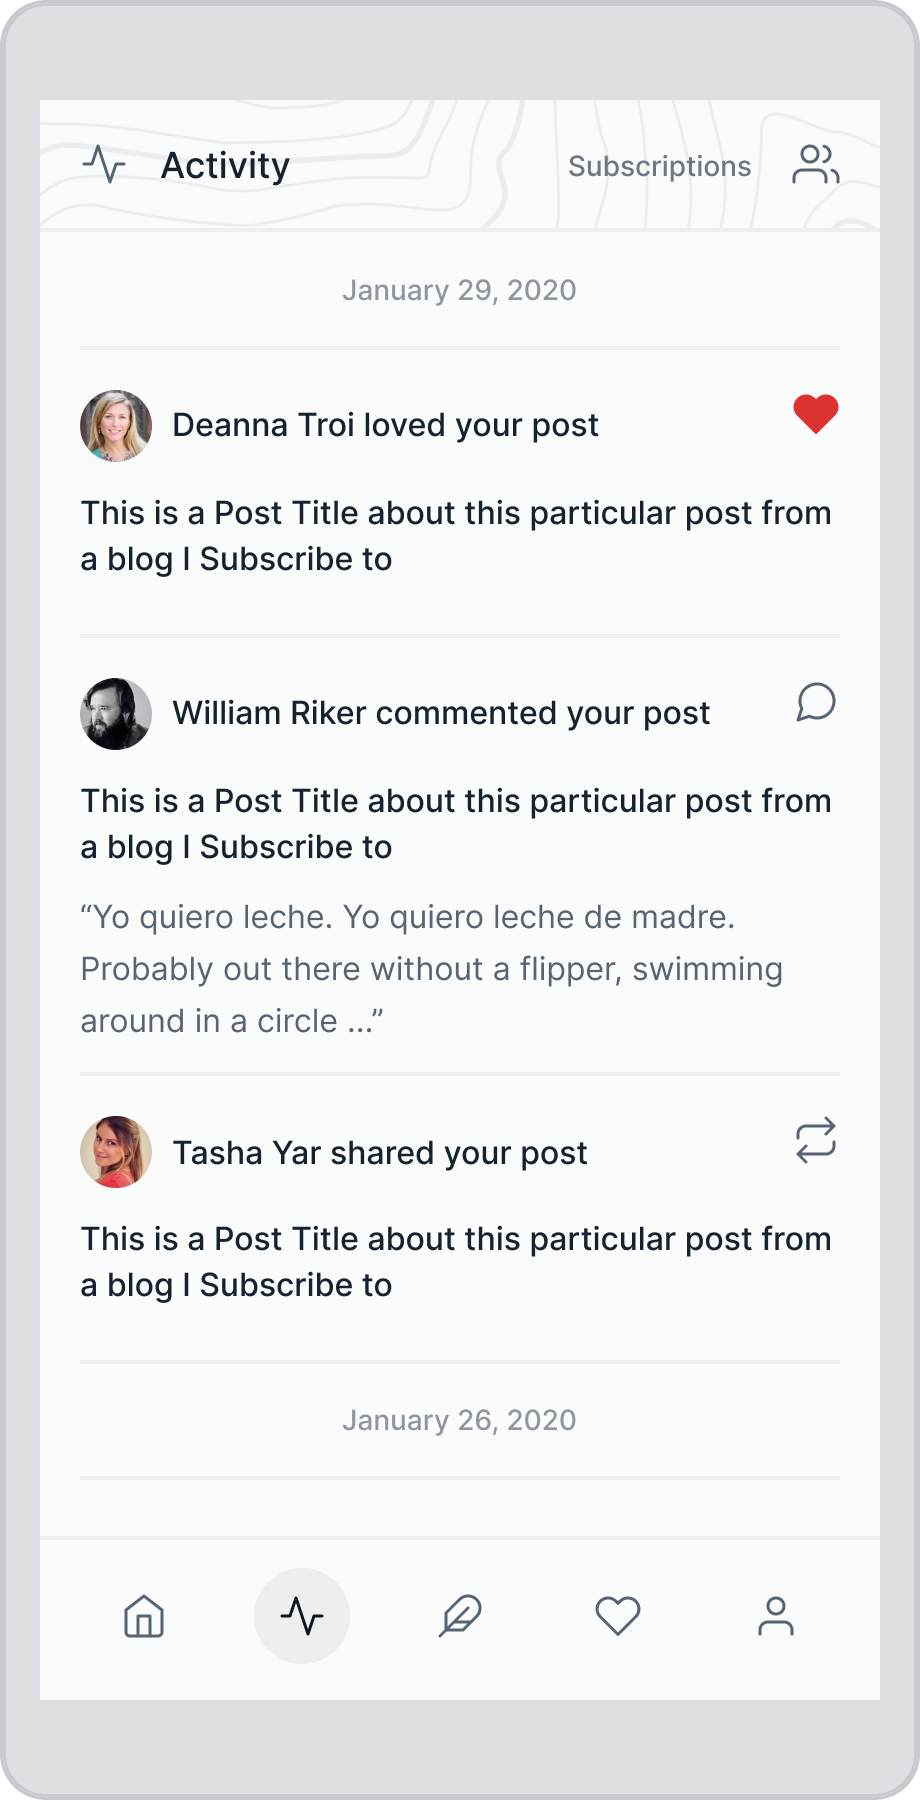 Activity
Subscriptions
January 29, 2020
Deanna Troi loved your post
This is a Post Title about this particular post from
a blog I Subscribe to
William Riker commented your post
This is a Post Title about this particular post from
a blog I Subscribe to
“Yo quiero leche. Yo quiero leche de madre.
Probably out there without a flipper, swimming
around in a circle ...”
Tasha Yar shared your post
This is a Post Title about this particular post from
a blog I Subscribe to
January 26, 2020